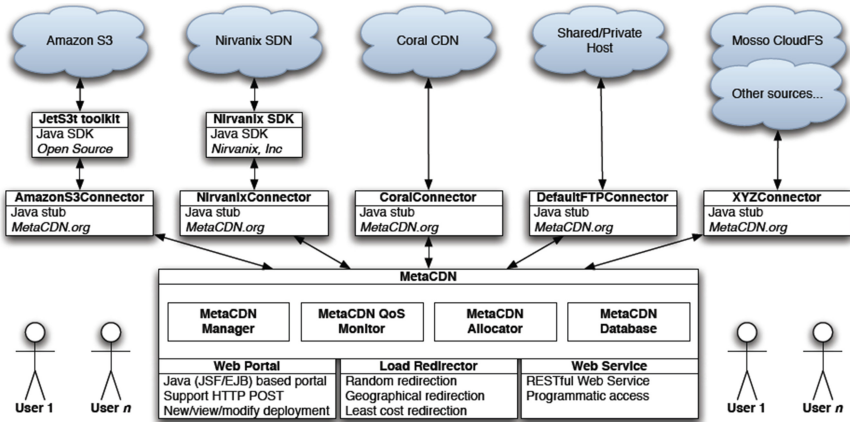 Amazon S3
Nirvanix SDN
Coral CDN
Shared/Private
Host
Mosso CloudFS
Other sources...
JetS3t toolkit
Java SDK
Open Source
Nirvanix SDK
Java SDK
Nirvanix, Inc
AmazonS3Connector
Java stub
MetaCDN.org
NirvanixConnector
Java stub
MetaCDN.org
CoralConnector
Java stub
MetaCDN.org
DefaultFTPConnector
Java stub
MetaCDN.org
XYZConnector
Java stub
MetaCDN.org
MetaCDN
MetaCDN
Manager
MetaCDN QoS
Monitor
MetaCDN
Allocator
MetaCDN
Database
Web Portal
Java (JSF/EJB) based portal
Support HTTP POST
New/view/modify deployment
Load Redirector
Random redirection
Geographical redirection
Least cost redirection
Web Service
RESTful Web Service
Programmatic access
User 1
User n
User 1
User n